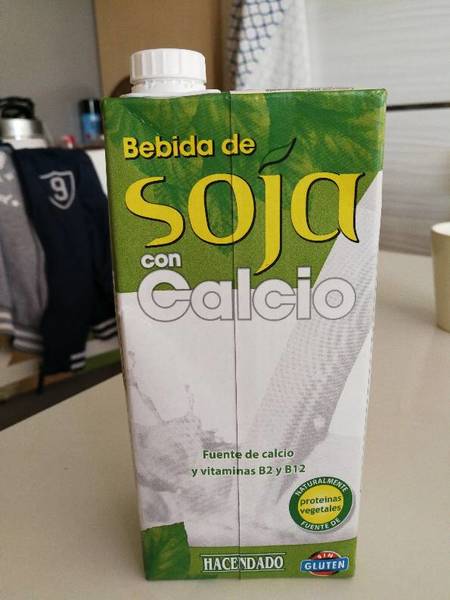 Bebida de
soja
con
Calcio
Fuente de calcio
y vitaminas B2 y B12
NATURALMENTE
proteínas
vegetales
FUENTE DE
HACENDADO
SIN
GLUTEN
9